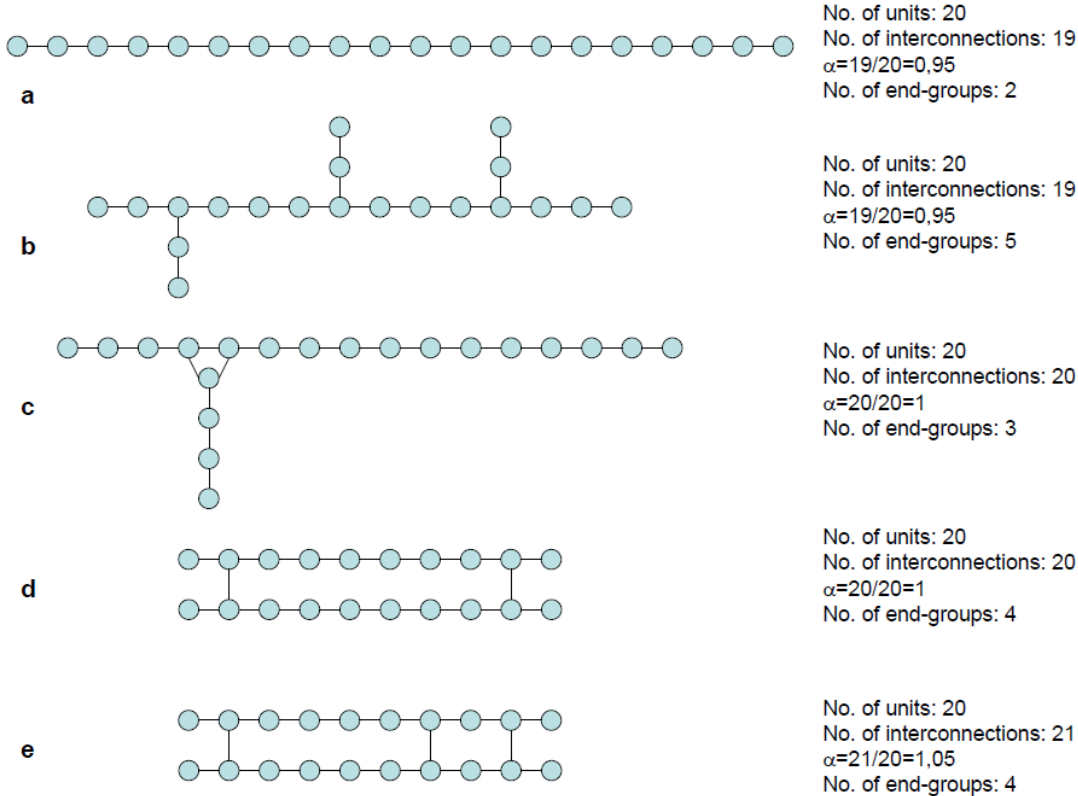 No. of units: 20
No. of interconnections: 19
α=19/20=0,95
No. of end-groups: 2
a
No. of units: 20
No. of interconnections: 19
α=19/20=0,95
No. of end-groups: 5
b
No. of units: 20
No. of interconnections: 20
α=20/20=1
No. of end-groups: 3
c
No. of units: 20
No. of interconnections: 20
α=20/20=1
No. of end-groups: 4
d
No. of units: 20
No. of interconnections: 21
α=21/20=1,05
No. of end-groups: 4
e